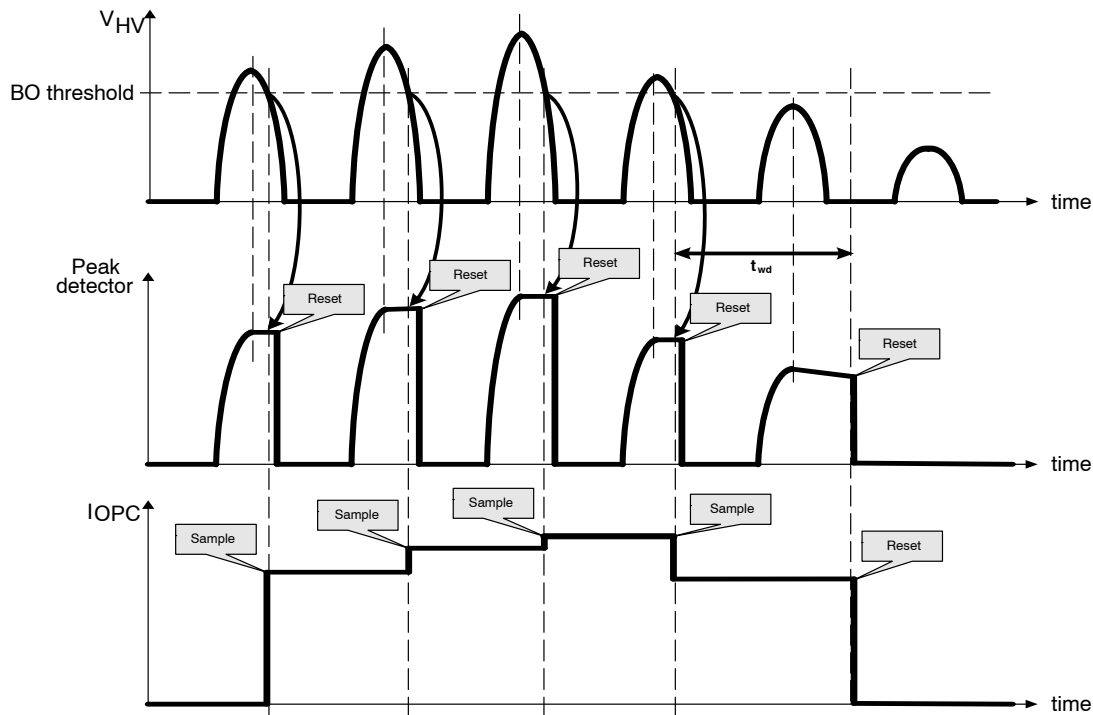 VHV
BO threshold
time
Peak
detector
Reset
Reset
Reset
Reset
twd
Reset
time
IOPC
Sample
Sample
Sample
Sample
Reset
time